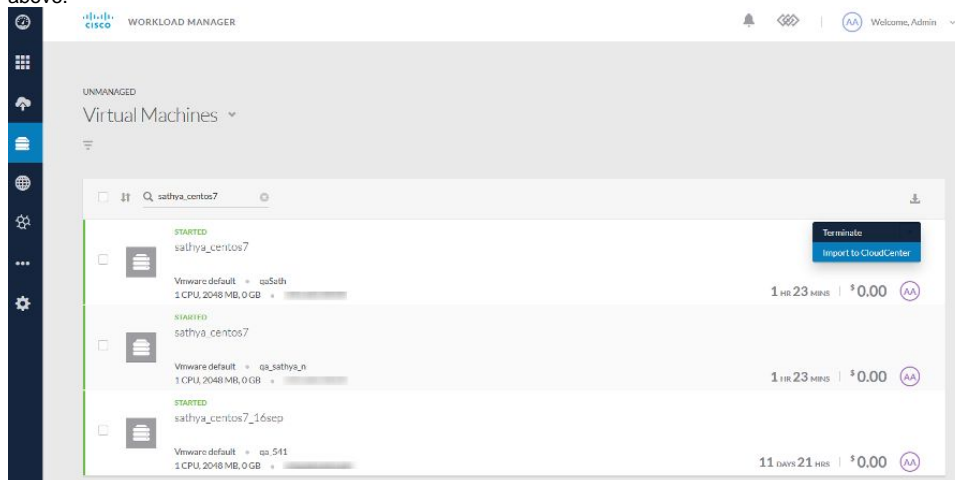 above.
cisco WORKLOAD MANAGER
AA Welcome, Admin
UNMANAGED
Virtual Machines
sathya_centos7
STARTED
sathya_centos7
Terminate
Import to CloudCenter
Vmware default qaSath
1 CPU, 2048 MB, 0 GB
1 HR 23 MINS $0.00 AA
STARTED
sathya_centos7
Vmware default qa_sathya_n
1 CPU, 2048 MB, 0 GB
1 HR 23 MINS $0.00 AA
STARTED
sathya_centos7_16sep
Vmware default qa_541
1 CPU, 2048 MB, 0 GB
11 DAYS 21 HRS $0.00 AA